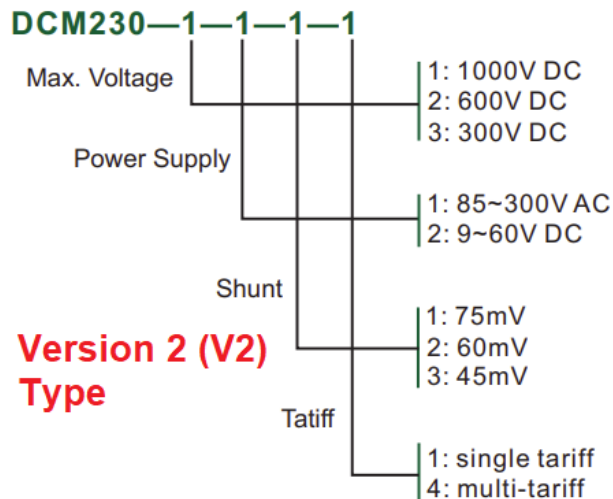 DCM230—1—1—1—1
Max. Voltage
1: 1000V DC
2: 600V DC
3: 300V DC
Power Supply
1: 85~300V AC
2: 9~60V DC
Shunt
1: 75mV
2: 60mV
3: 45mV
Version 2 (V2)
Type
Tatiff
1: single tariff
4: multi-tariff